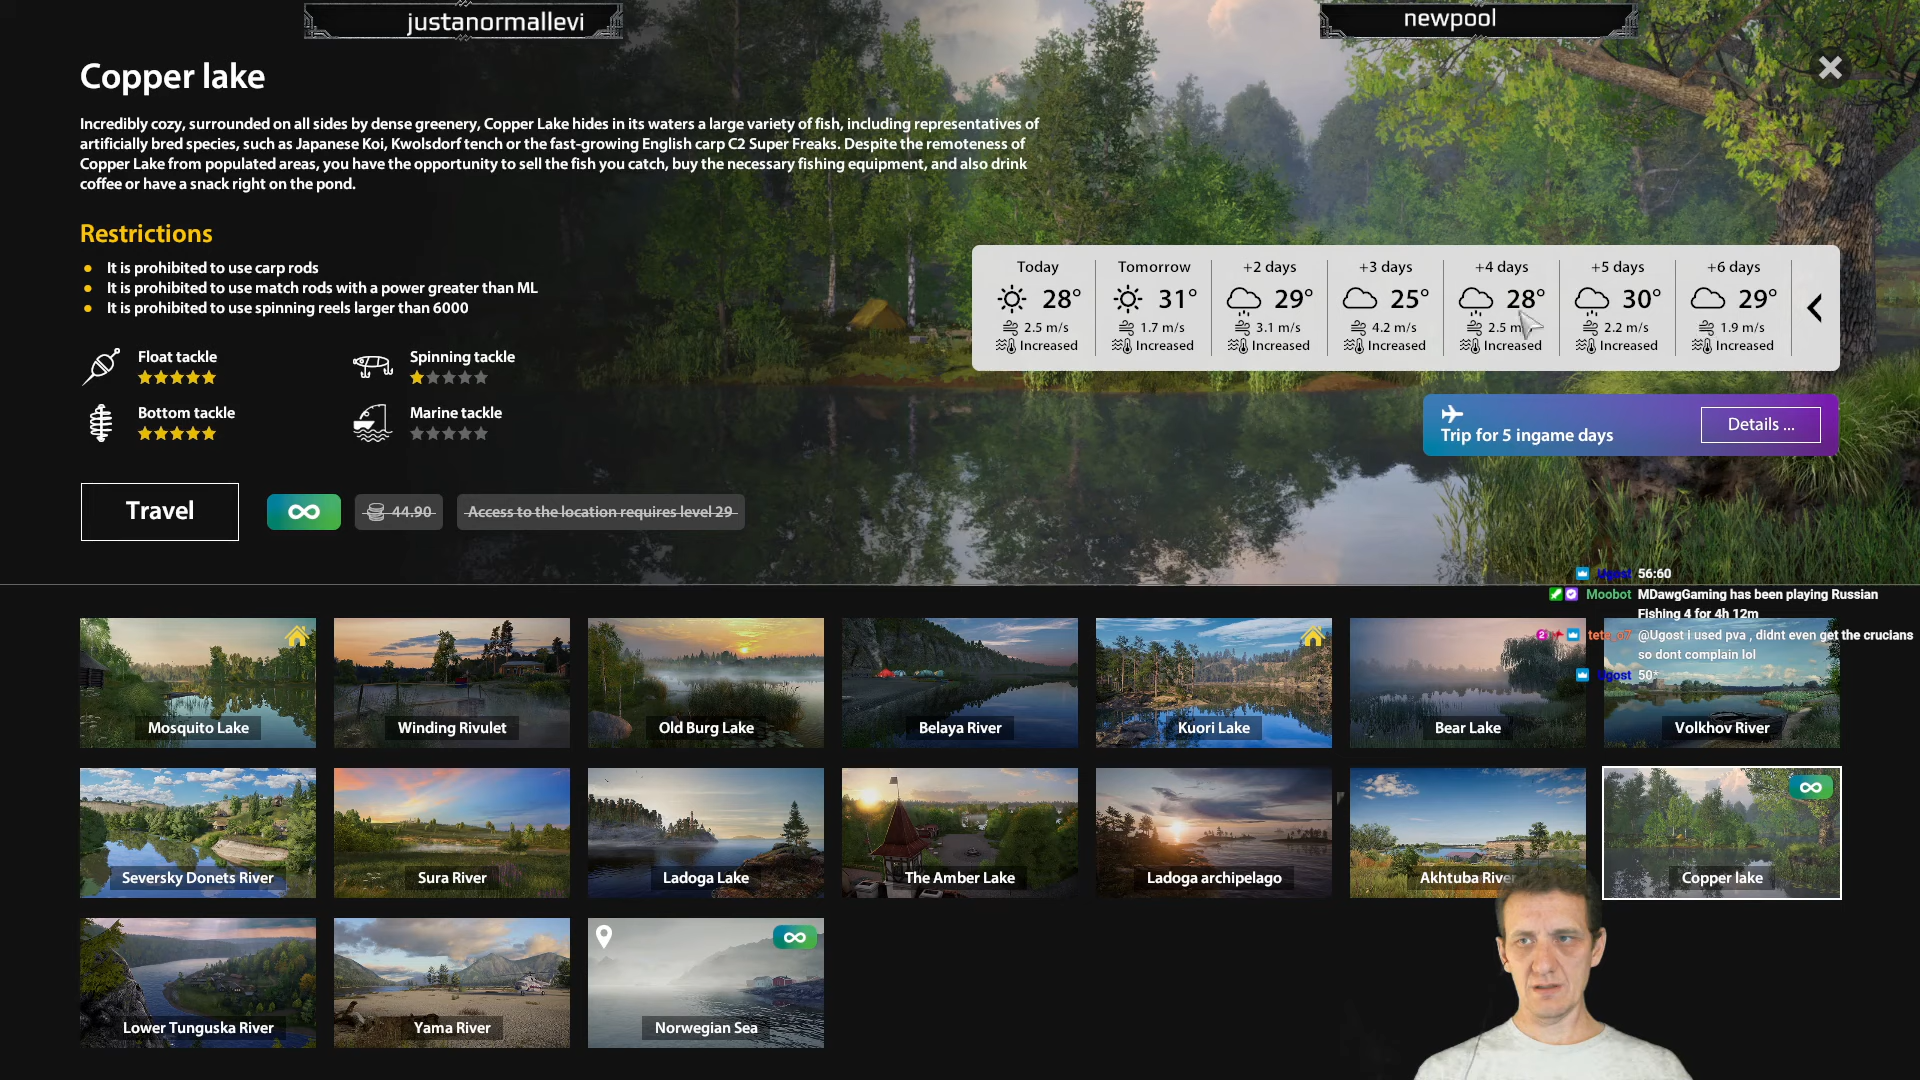 justanormallevi
newpool
Copper lake
Incredibly cozy, surrounded on all sides by dense greenery, Copper Lake hides in its waters a large variety of fish, including representatives of
artificially bred species, such as Japanese Koi, Kwolsdorf tench or the fast-growing English carp C2 Super Freaks. Despite the remoteness of
Copper Lake from populated areas, you have the opportunity to sell the fish you catch, buy the necessary fishing equipment, and also drink
coffee or have a snack right on the pond.
Restrictions
It is prohibited to use carp rods
It is prohibited to use match rods with a power greater than ML
It is prohibited to use spinning reels larger than 6000
Float tackle
Spinning tackle
Bottom tackle
Marine tackle
Today Tomorrow +2 days +3 days +4 days +5 days +6 days
28° 31° 29° 25° 28° 30° 29°
2.5 m/s 1.7 m/s 3.1 m/s 4.2 m/s 2.5 m 2.2 m/s 1.9 m/s
Increased Increased Increased Increased Increased Increased Increased
Trip for 5 ingame days
Details ...
Travel
44.90
Access to the location requires level 29
Ugost 56:60
Moobot MDawgGaming has been playing Russian
Fishing 4 for 4h 12m
@Ugost i used pva , didnt even get the crucians
so dont complain lol
Ugost 50*
Mosquito Lake
Winding Rivulet
Old Burg Lake
Belaya River
Kuori Lake
Bear Lake
Volkhov River
Seversky Donets River
Sura River
Ladoga Lake
The Amber Lake
Ladoga archipelago
Akhtuba River
Copper lake
Lower Tunguska River
Yama River
Norwegian Sea